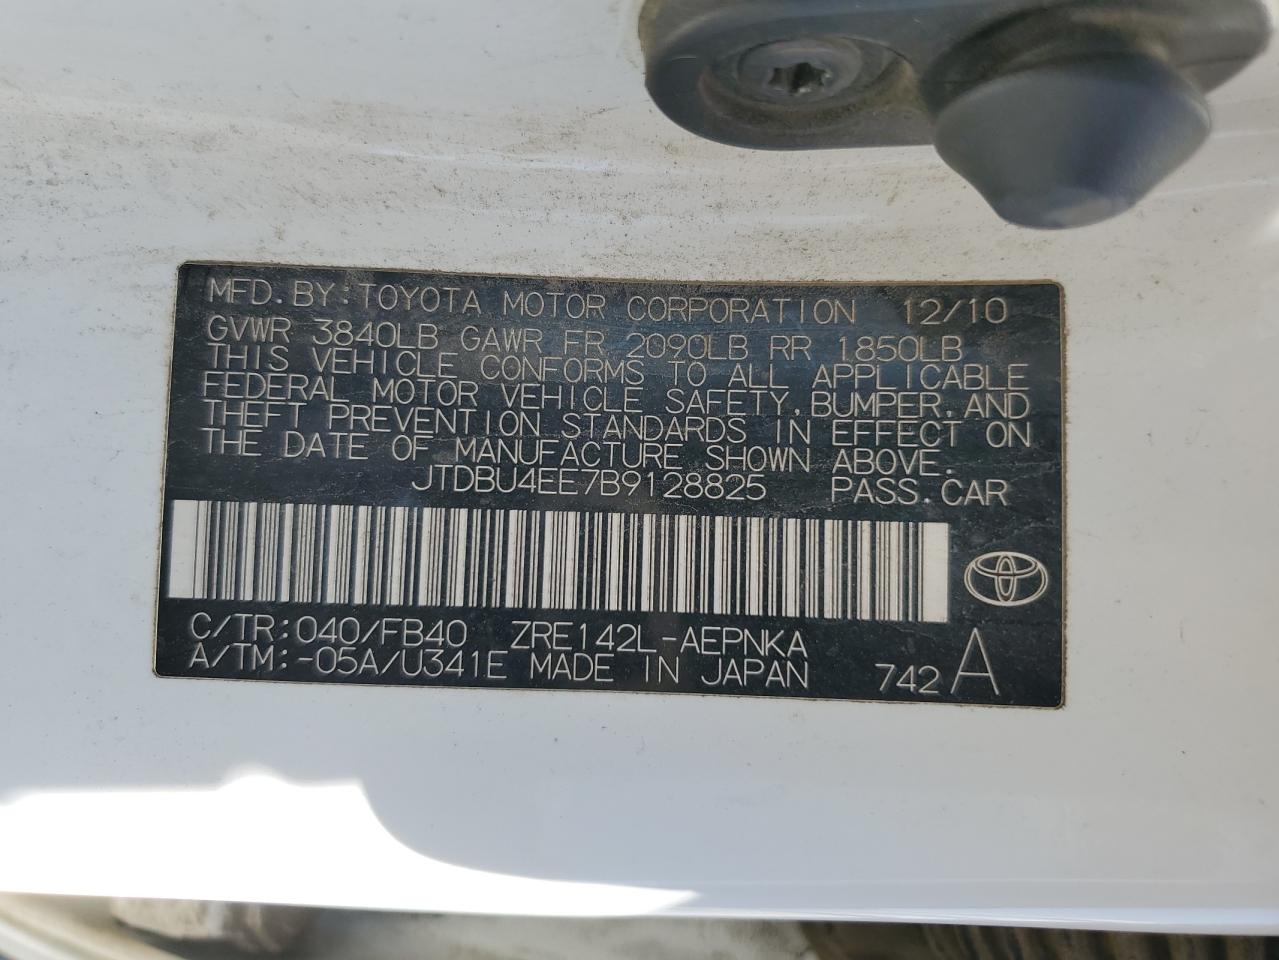 MFD.BY:TOYOTA MOTOR CORPORATION 12/10
GVWR 3840LB GAWR FR 2090LB RR 1850LB
THIS VEHICLE CONFORMS TO ALL APPLICABLE
FEDERAL MOTOR VEHICLE SAFETY,BUMPER,AND
THEFT PREVENTION STANDARDS IN EFFECT ON
THE DATE OF MANUFACTURE SHOWN ABOVE.
JTDBU4EE7B9128825 PASS.CAR
C/TR:040/FB40 ZRE142L-AEPNKA
A/TM:-05A/U341E MADE IN JAPAN 742 A